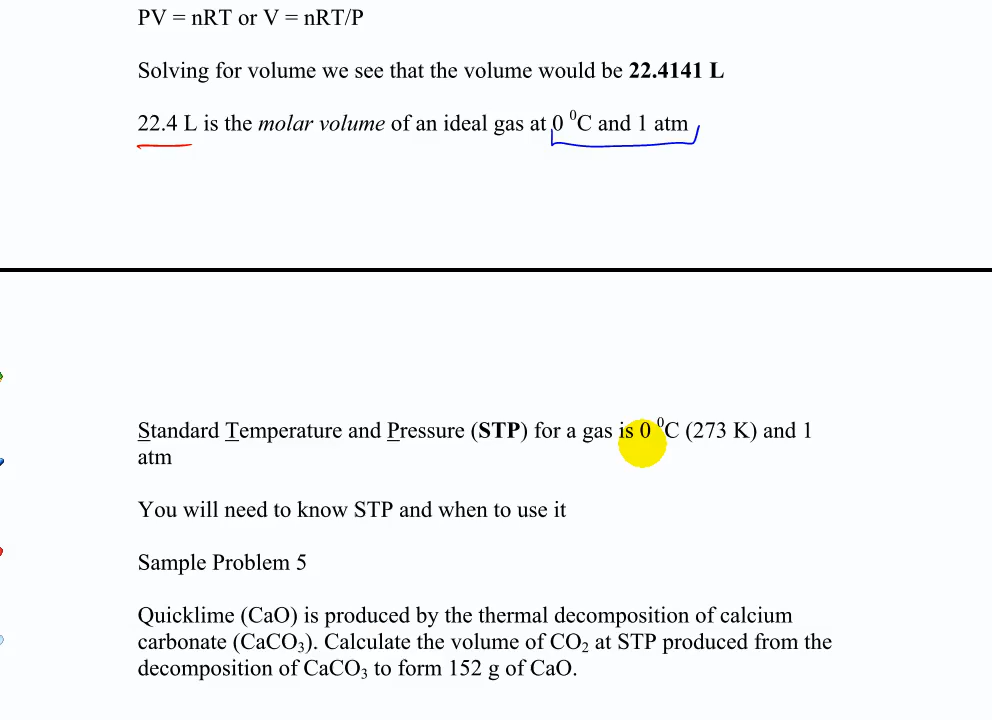 PV = nRT or V = nRT/P
Solving for volume we see that the volume would be 22.4141 L
22.4 L is the molar volume of an ideal gas at 0 ⁰C and 1 atm
Standard Temperature and Pressure (STP) for a gas is 0 ⁰C (273 K) and 1
atm
You will need to know STP and when to use it
Sample Problem 5
Quicklime (CaO) is produced by the thermal decomposition of calcium
carbonate (CaCO₃). Calculate the volume of CO₂ at STP produced from the
decomposition of CaCO₃ to form 152 g of CaO.